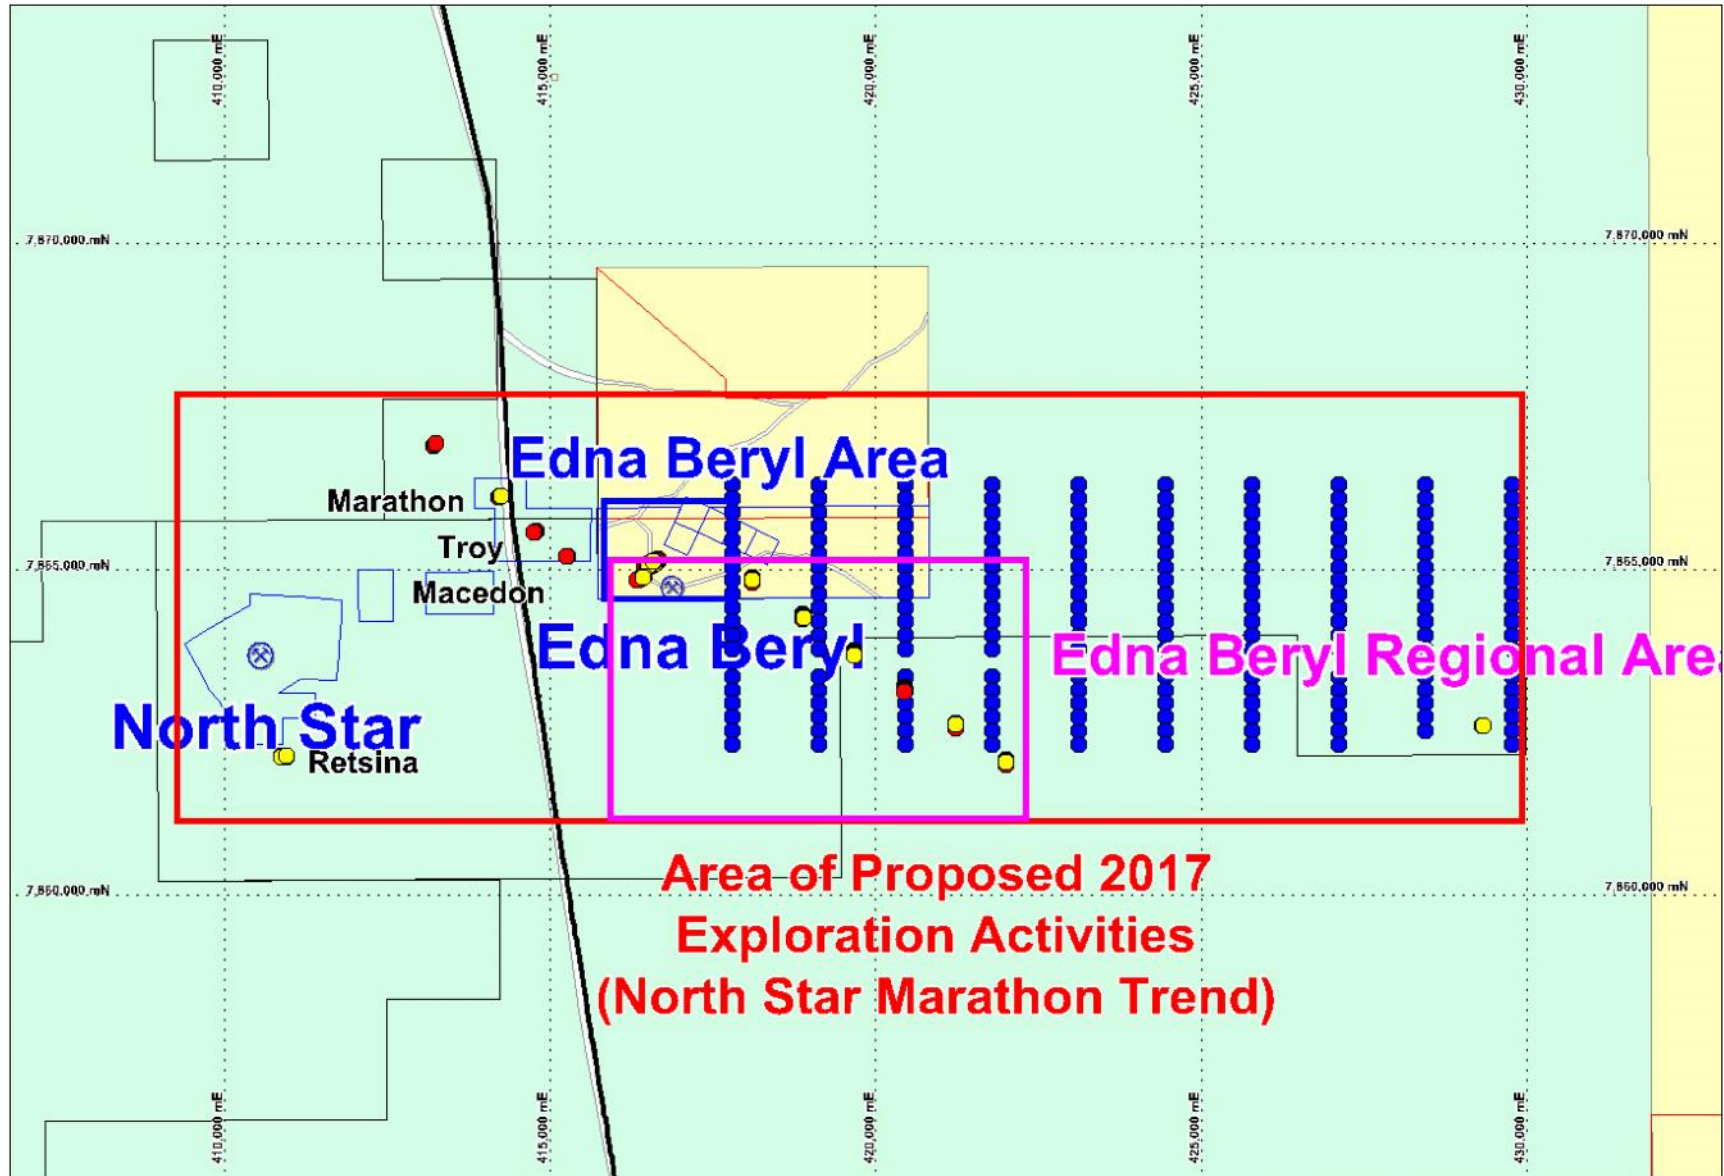 410,000 mE
415,000 mE
420,000 mE
425,000 mE
430,000 mE
7,870,000 mN
7,870,000 mN
Edna Beryl Area
Marathon
Troy
7,865,000 mN
7,865,000 mN
Macedon
Edna Beryl
Edna Beryl Regional Area
North Star
Retsina
Area of Proposed 2017
7,860,000 mN
7,860,000 mN
Exploration Activities
(North Star Marathon Trend)
410,000 mE
415,000 mE
420,000 mE
425,000 mE
430,000 mE